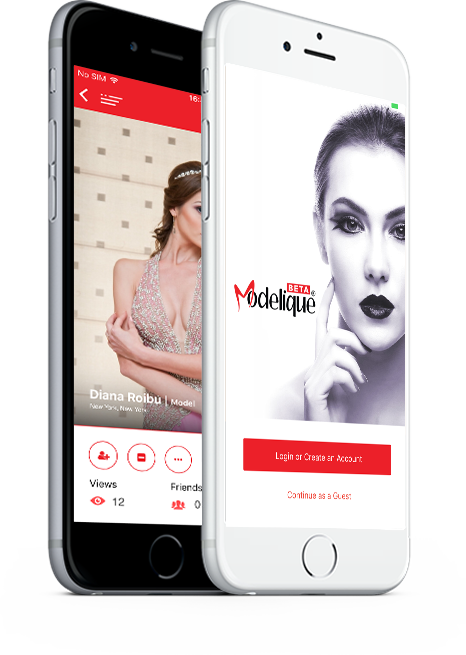 No SIM
16:
Diana Roibu | Model
New York, New York
Views
12
Friends
0
BETA
Modelique
Login or Create an Account
Continue as a Guest